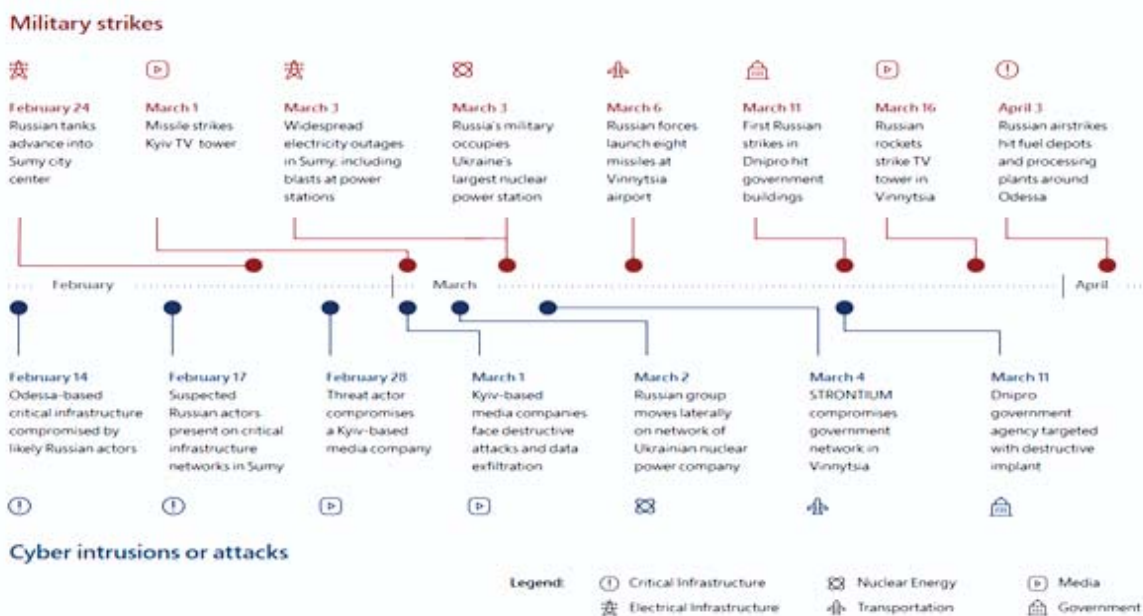 Military strikes
February 24
Russian tanks
advance into
Sumy city
center
March 1
Missile strikes
Kyiv TV tower
March 3
Widespread
electricity outages
in Sumy, including
blasts at power
stations
March 3
Russia's military
occupies
Ukraine's
largest nuclear
power station
March 6
Russian forces
launch eight
missiles at
Vinnytsia
airport
March 11
First Russian
strikes in
Dnipro hit
government
buildings
March 16
Russian
rockets
strike TV
tower in
Vinnytsia
April 3
Russian airstrikes
hit fuel depots
and processing
plants around
Odessa
February
March
April
February 14
Odessa-based
critical infrastructure
compromised by
likely Russian actors
February 17
Suspected
Russian actors
present on critical
infrastructure
networks in Sumy
February 28
Threat actor
compromises
a Kyiv-based
media company
March 1
Kyiv-based
media companies
face destructive
attacks and data
exfiltration
March 2
Russian group
moves laterally
on network of
Ukrainian nuclear
power company
March 4
STRONTIUM
compromises
government
network in
Vinnytsia
March 11
Dnipro
government
agency targeted
with destructive
implant
Cyber intrusions or attacks
Legend:
Critical Infrastructure
Nuclear Energy
Media
Electrical Infrastructure
Transportation
Government